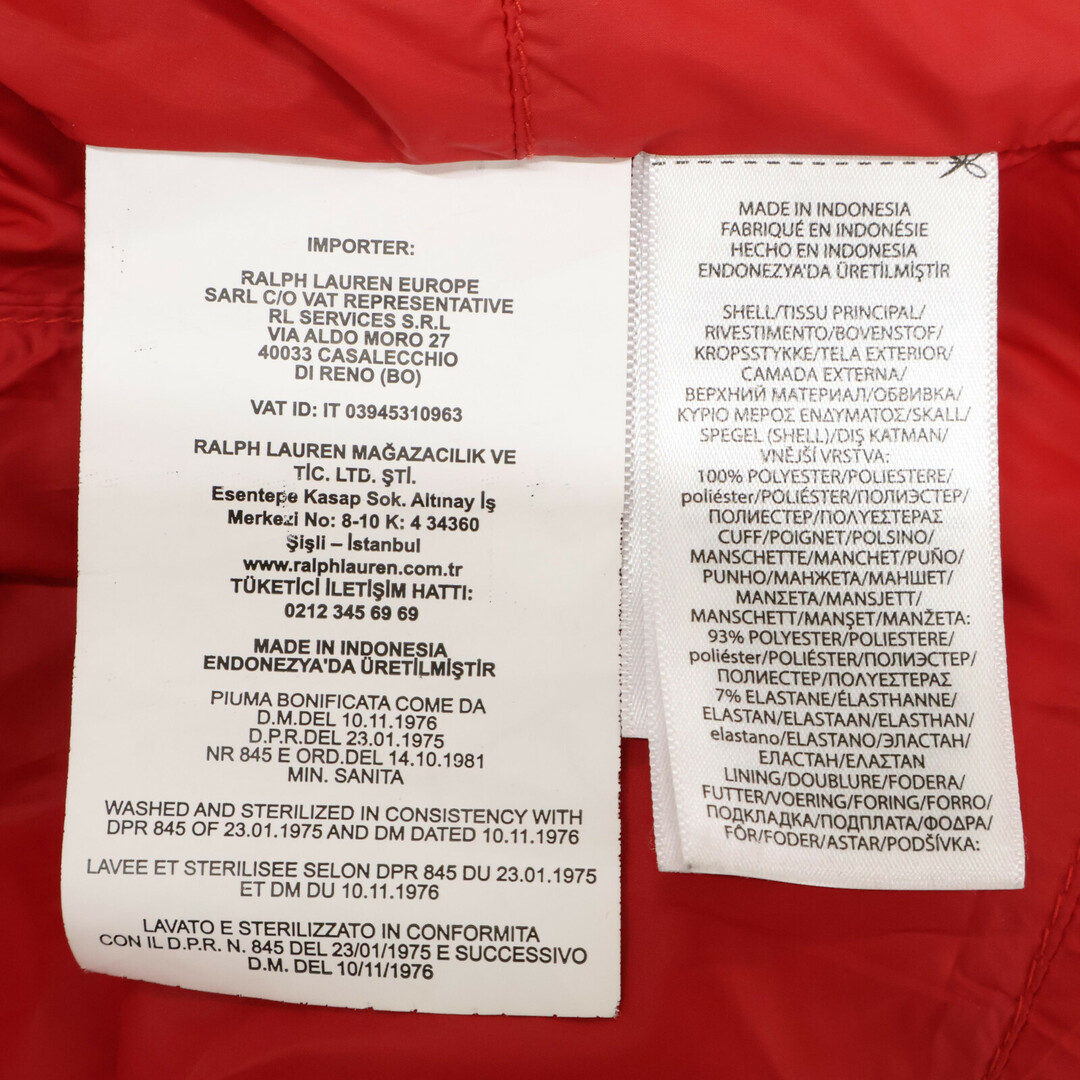 IMPORTER:
RALPH LAUREN EUROPE
SARL C/O VAT REPRESENTATIVE
RL SERVICES S.R.L
VIA ALDO MORO 27
40033 CASALECCHIO
DI RENO (BO)
VAT ID: IT 03945310963
RALPH LAUREN MAĞAZACILIK VE
TİC. LTD. ŞTİ.
Esentepe Kasap Sok. Altınay İş
Merkezi No: 8-10 K: 4 34360
Şişli – İstanbul
www.ralphlauren.com.tr
TÜKETİCİ İLETİŞİM HATTI:
0212 345 69 69
MADE IN INDONESIA
ENDONEZYA'DA ÜRETİLMİŞTİR
PIUMA BONIFICATA COME DA
D.M.DEL 10.11.1976
D.P.R.DEL 23.01.1975
NR 845 E ORD.DEL 14.10.1981
MIN. SANITA
WASHED AND STERILIZED IN CONSISTENCY WITH
DPR 845 OF 23.01.1975 AND DM DATED 10.11.1976
LAVEE ET STERILISEE SELON DPR 845 DU 23.01.1975
ET DM DU 10.11.1976
LAVATO E STERILIZZATO IN CONFORMITA
CON IL D.P.R. N. 845 DEL 23/01/1975 E SUCCESSIVO
D.M. DEL 10/11/1976
MADE IN INDONESIA
FABRIQUÉ EN INDONÉSIE
HECHO EN INDONESIA
ENDONEZYA'DA ÜRETİLMİŞTİR
SHELL/TISSU PRINCIPAL/
RIVESTIMENTO/BOVENSTOF/
KROPSSTYKKE/TELA EXTERIOR/
CAMADA EXTERNA/
ВЕРХНИЙ МАТЕРИАЛ/ОБВИВКА/
ΚΥΡΙΟ ΜΕΡΟΣ ΕΝΔΥΜΑΤΟΣ/SKALL/
SPEGEL (SHELL)/DIŞ KATMAN/
VNĚJŠÍ VRSTVA:
100% POLYESTER/POLIESTERE/
poliéster/POLIÉSTER/ПОЛИЭСТЕР/
ПОЛИЕСТЕР/ΠΟΛΥΕΣΤΕΡΑΣ
CUFF/POIGNET/POLSINO/
MANSCHETTE/MANCHET/PUÑO/
PUNHO/МАНЖЕТА/МАНШЕТ/
ΜΑΝΣΕΤΑ/MANSJETT/
MANSCHETT/MANŞET/MANŽETA:
93% POLYESTER/POLIESTERE/
poliéster/POLIÉSTER/ПОЛИЭСТЕР/
ПОЛИЕСТЕР/ΠΟΛΥΕΣΤΕΡΑΣ
7% ELASTANE/ÉLASTHANNE/
ELASTAN/ELASTAAN/ELASTHAN/
elastano/ELASTANO/ЭЛАСТАН/
ЕЛАСТАН/ΕΛΑΣΤΑΝ
LINING/DOUBLURE/FODERA/
FUTTER/VOERING/FORING/FORRO/
ПОДКЛАДКА/ПОДПЛАТА/ΦΟΔΡΑ/
FÔR/FODER/ASTAR/PODŠÍVKA: